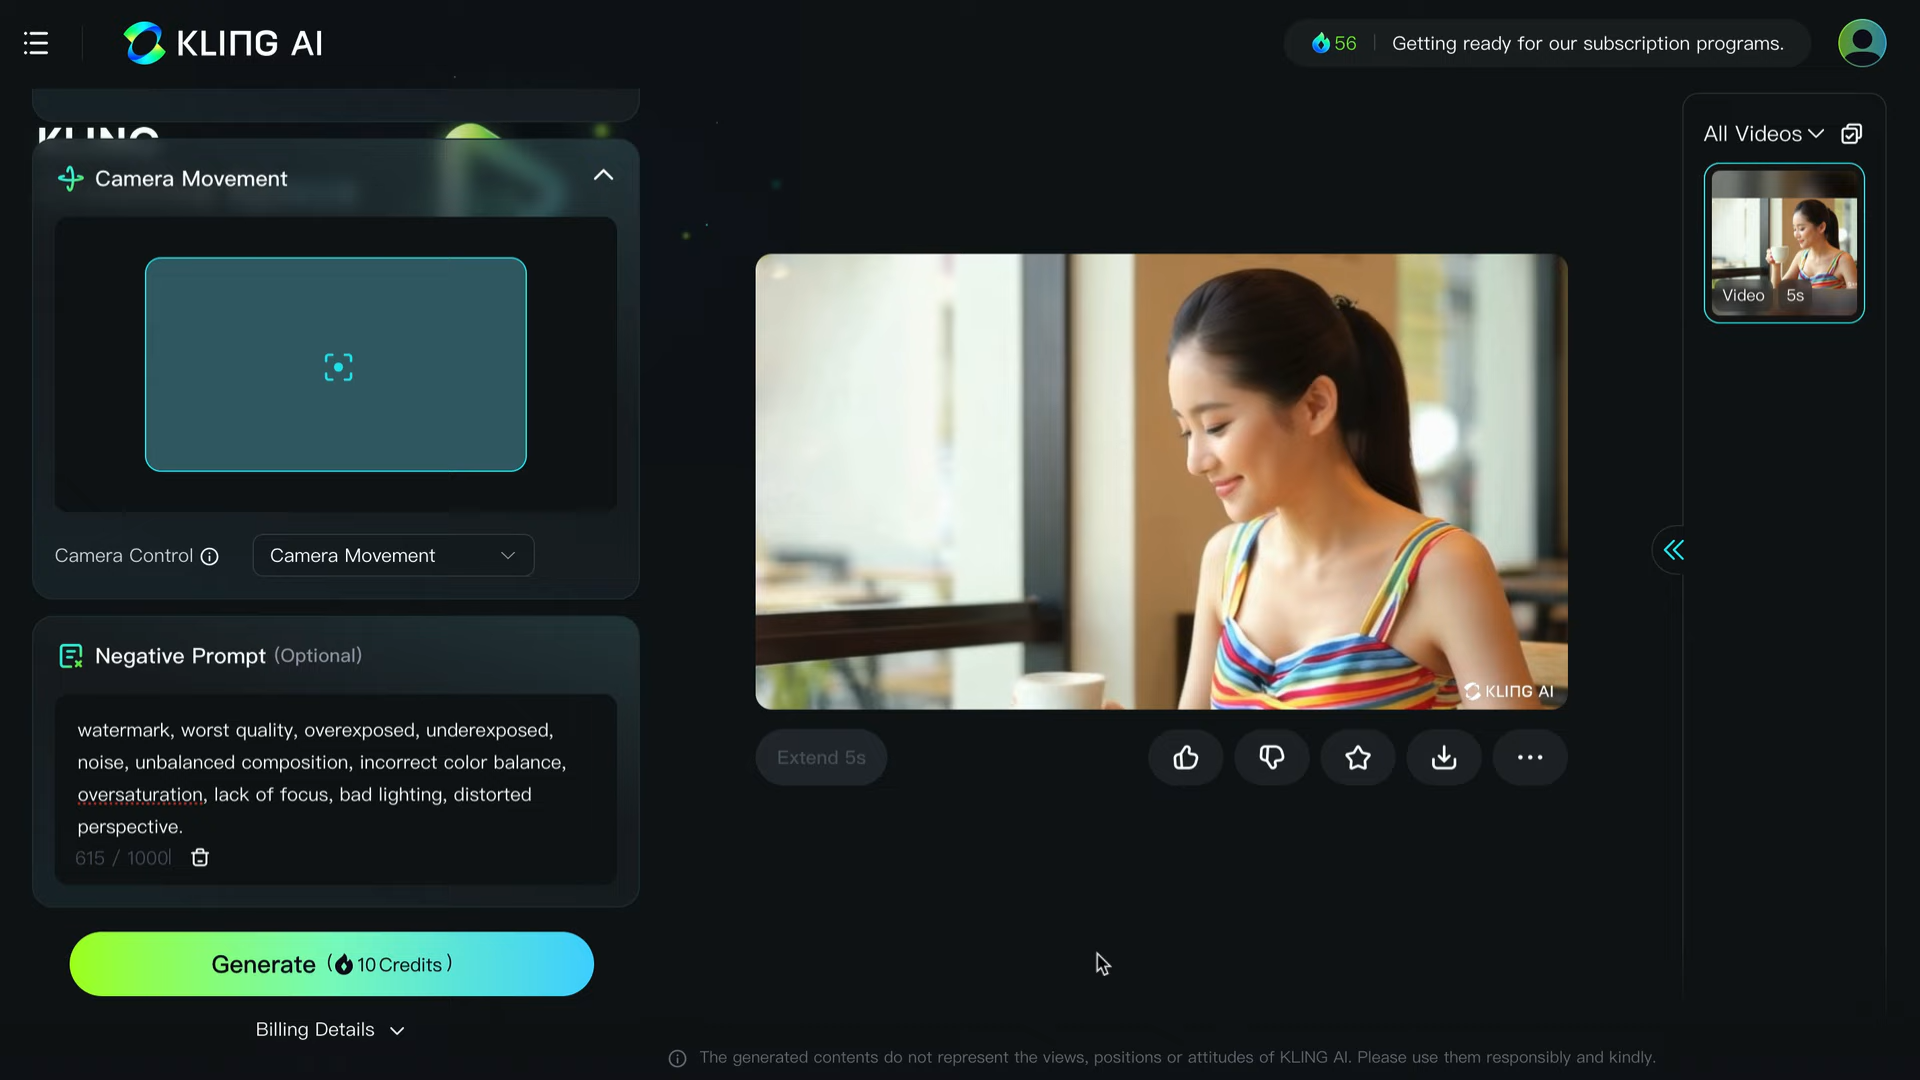 KLING AI
56
Getting ready for our subscription programs.
KLING
Camera Movement
Camera Control
Camera Movement
Negative Prompt (Optional)
watermark, worst quality, overexposed, underexposed,
noise, unbalanced composition, incorrect color balance,
oversaturation, lack of focus, bad lighting, distorted
perspective.
615 / 1000
Generate ( 10 Credits )
Billing Details
KLING AI
Extend 5s
All Videos
Video 5s
The generated contents do not represent the views, positions or attitudes of KLING AI. Please use them responsibly and kindly.